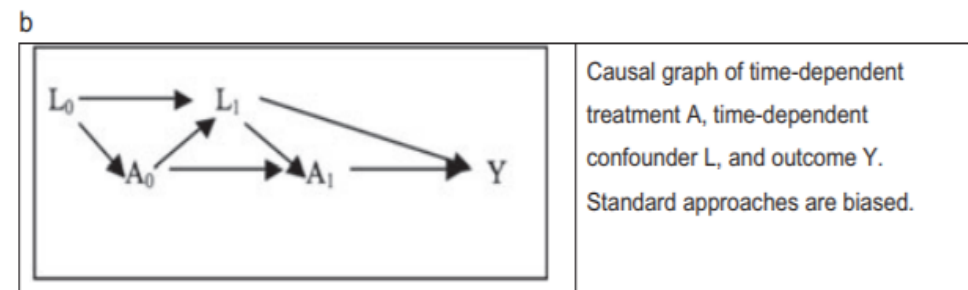 b
L0 L1
A0 A1 Y
Causal graph of time-dependent
treatment A, time-dependent
confounder L, and outcome Y.
Standard approaches are biased.